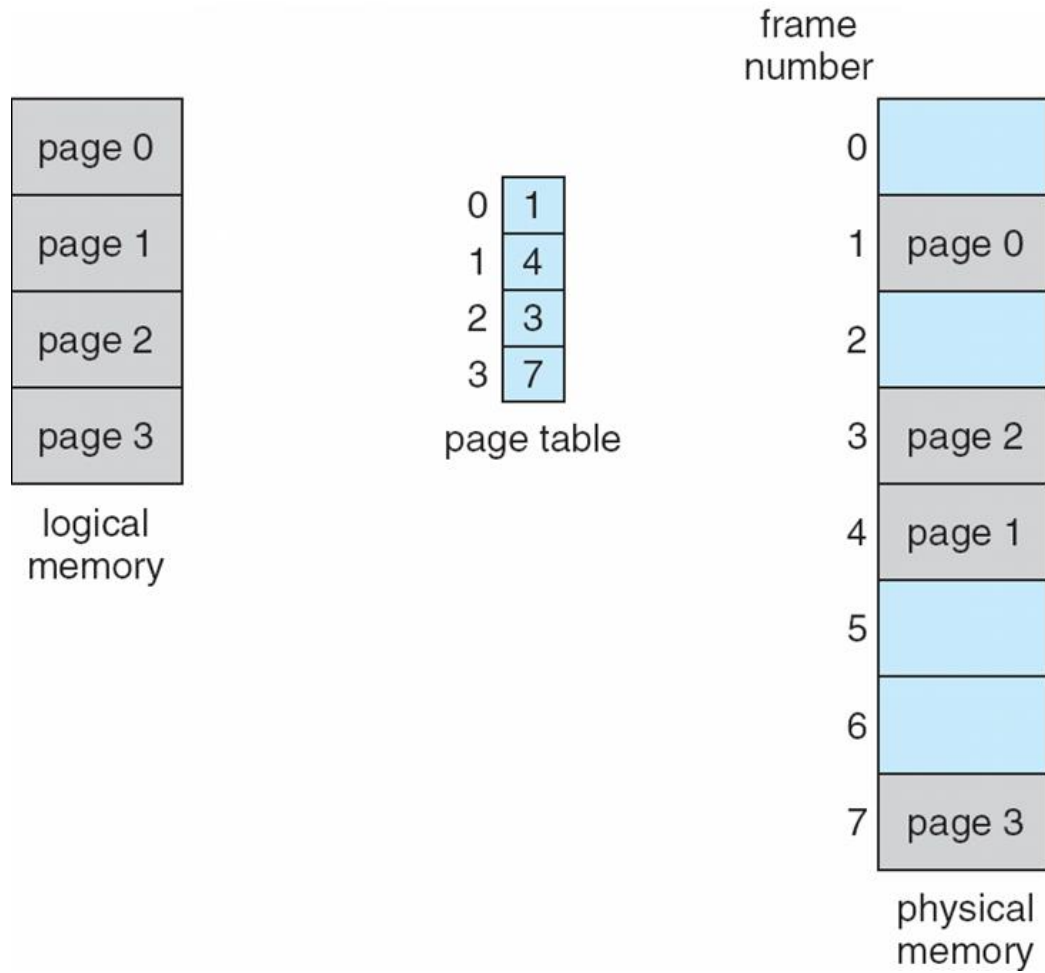 page 0
page 1
page 2
page 3
logical
memory
0 1
1 4
2 3
3 7
page table
frame
number
0
1 page 0
2
3 page 2
4 page 1
5
6
7 page 3
physical
memory